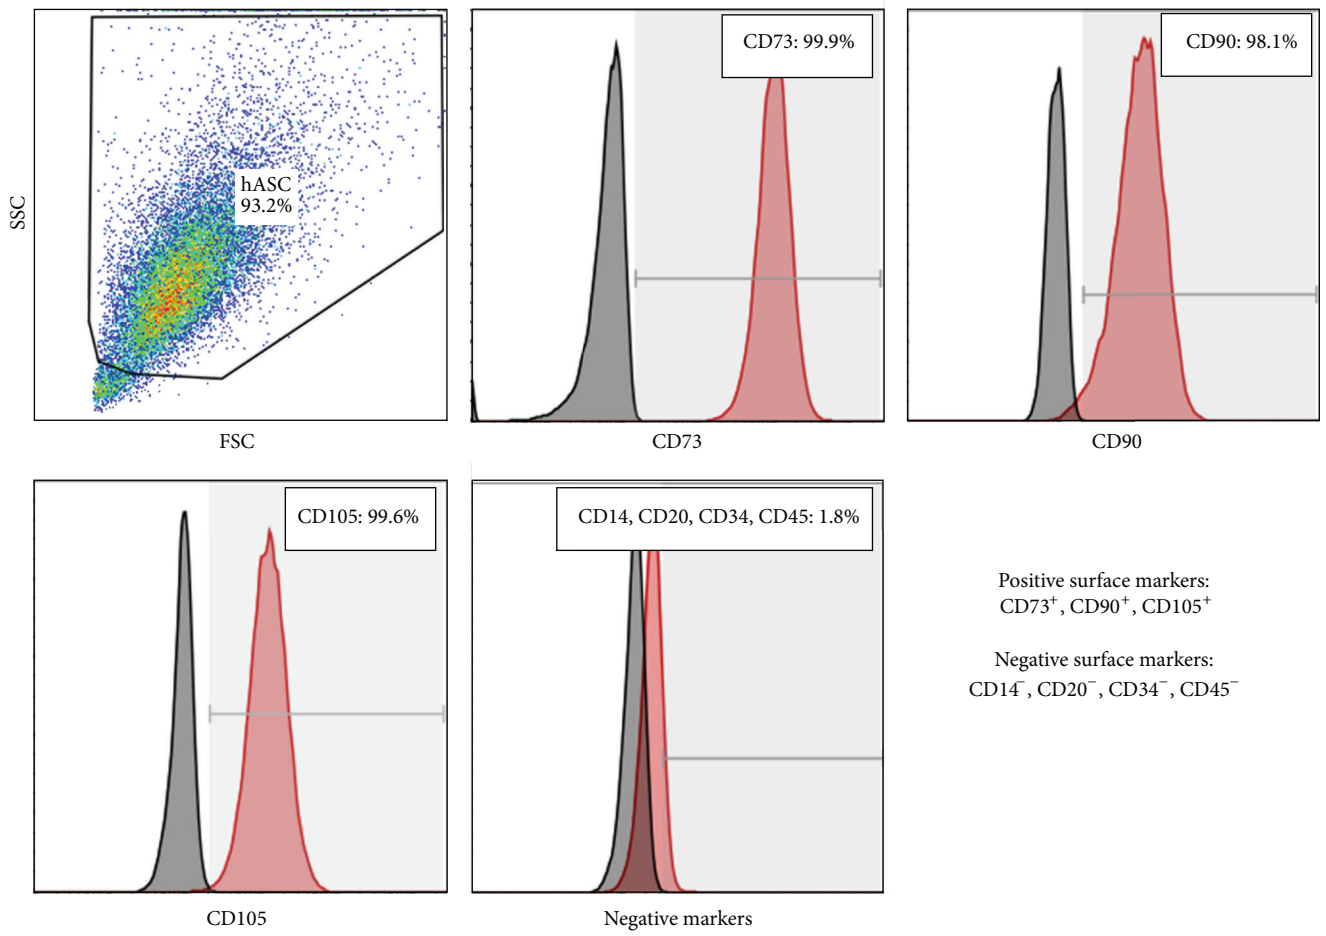 SSC
hASC
93.2%
FSC
CD73: 99.9%
CD73
CD90: 98.1%
CD90
CD105: 99.6%
CD105
CD14, CD20, CD34, CD45: 1.8%
Negative markers
Positive surface markers:
CD73⁺, CD90⁺, CD105⁺
Negative surface markers:
CD14⁻, CD20⁻, CD34⁻, CD45⁻